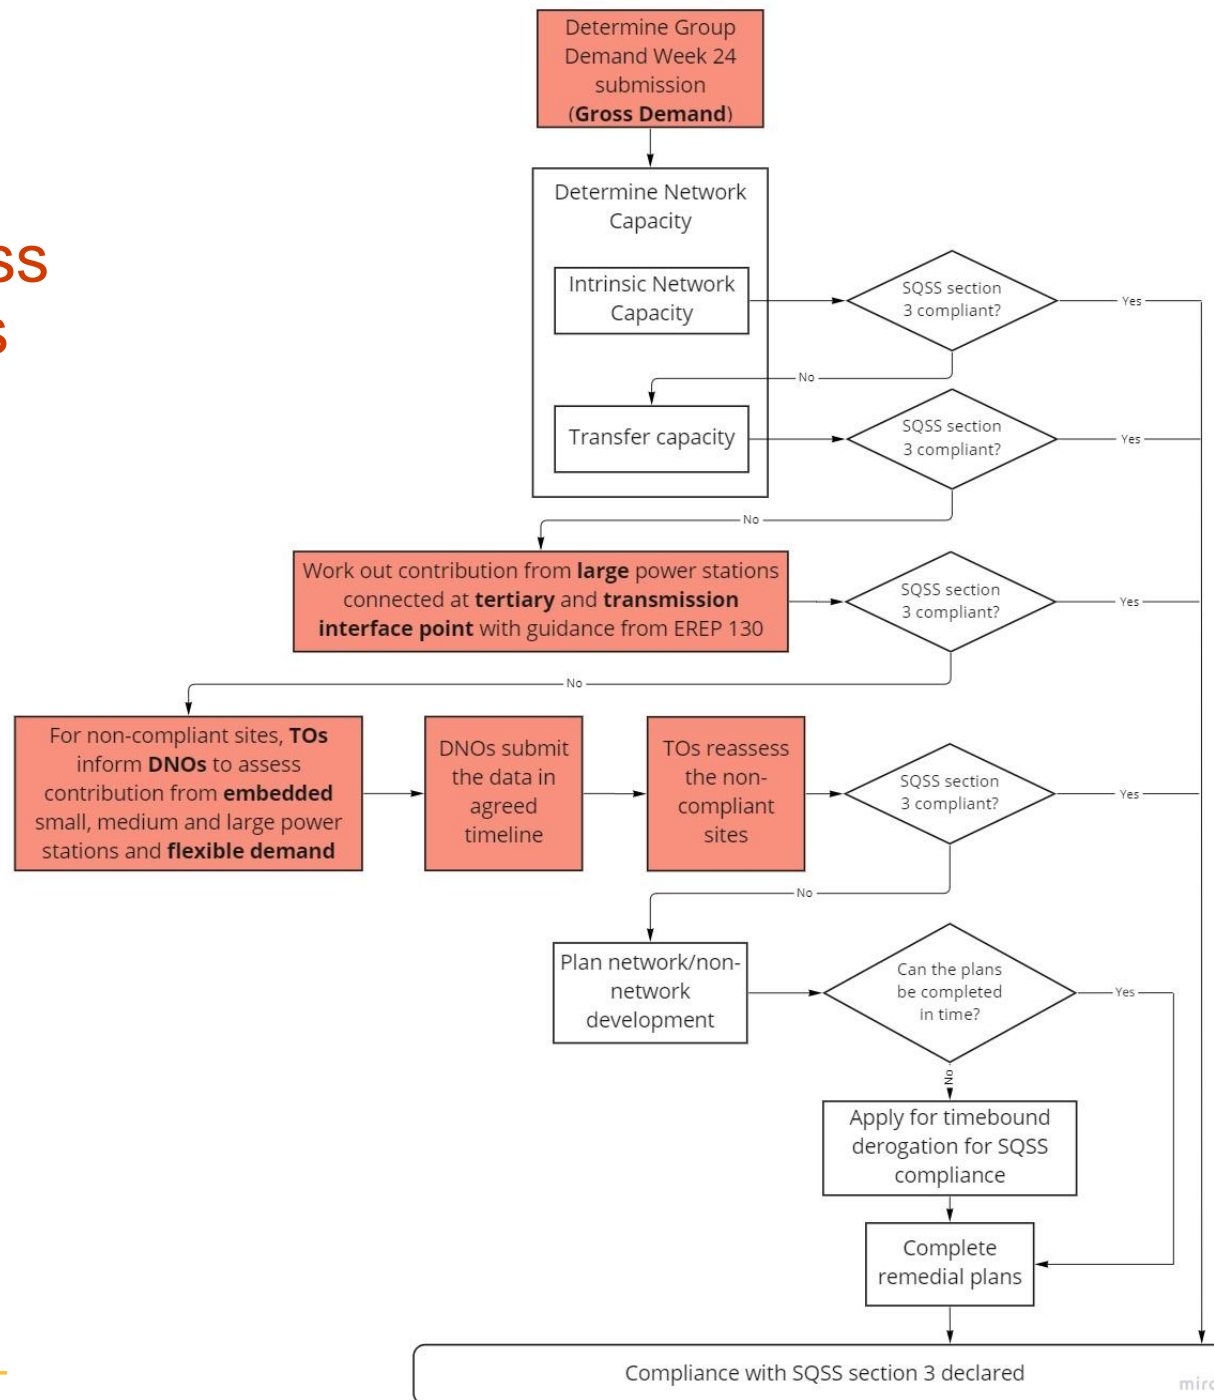 Determine Group
Demand Week 24
submission
(Gross Demand)
Determine Network
Capacity
Intrinsic Network
Capacity
SQSS section
3 compliant?
Yes
No
Transfer capacity
SQSS section
3 compliant?
Yes
No
Work out contribution from large power stations
connected at tertiary and transmission
interface point with guidance from EREP 130
SQSS section
3 compliant?
Yes
No
For non-compliant sites, TOs
inform DNOs to assess
contribution from embedded
small, medium and large power
stations and flexible demand
DNOs submit
the data in
agreed
timeline
TOs reassess
the non-
compliant
sites
SQSS section
3 compliant?
Yes
No
Plan network/non-
network
development
Can the plans
be completed
in time?
Yes
No
Apply for timebound
derogation for SQSS
compliance
Complete
remedial plans
Compliance with SQSS section 3 declared